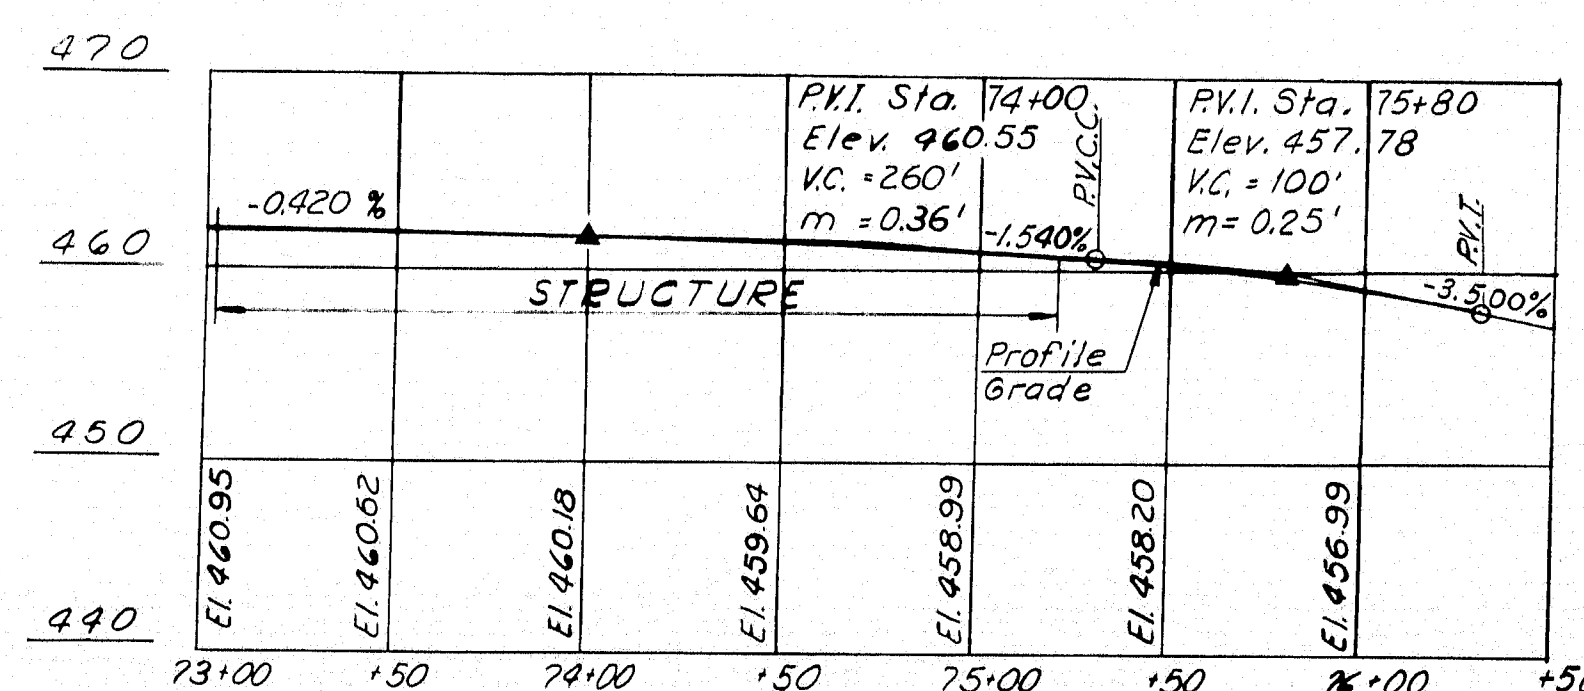 470
P.V.I. Sta. 74+00
Elev. 460.55
V.C. = 260'
m = 0.36'
P.V.C.C.
P.V.I. Sta. 75+80
Elev. 457.78
V.C. = 100'
m = 0.25'
P.V.T.
-0.420 %
-1.540%
-3.500%
460
STRUCTURE
Profile
Grade
450
El. 460.95
El. 460.62
El. 460.18
El. 459.64
El. 458.99
El. 458.20
El. 456.99
440
73+00 +50 74+00 +50 75+00 +50 76+00 +50